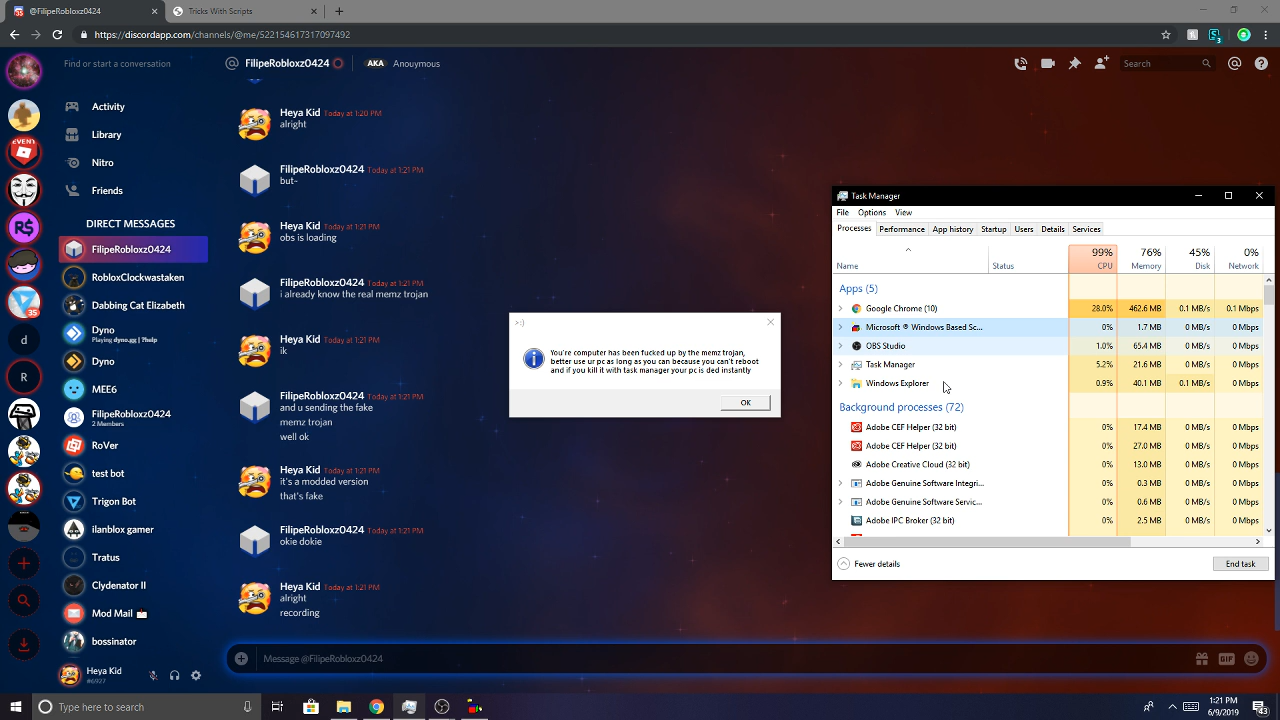 @FilipeRobloxz0424
Tricks With Scripts
https://discordapp.com/channels/@me/522154617317097492
Find or start a conversation
@ FilipeRobloxz0424 AKA Anouymous
Search
Activity
Library
Nitro
Friends
DIRECT MESSAGES
FilipeRobloxz0424
RobloxClockwastaken
Dabbing Cat Elizabeth
Dyno
Playing dyno.gg | ?help
Dyno
MEE6
FilipeRobloxz0424
2 Members
RoVer
test bot
Trigon Bot
ilanblox gamer
Tratus
Clydenator II
Mod Mail
bossinator
Heya Kid
#6927
EVENT
R$
35
d
R
Heya Kid Today at 1:20 PM
alright
FilipeRobloxz0424 Today at 1:21 PM
but-
Heya Kid Today at 1:21 PM
obs is loading
FilipeRobloxz0424 Today at 1:21 PM
i already know the real memz trojan
Heya Kid Today at 1:21 PM
ik
FilipeRobloxz0424 Today at 1:21 PM
and u sending the fake
memz trojan
well ok
Heya Kid Today at 1:21 PM
it's a modded version
that's fake
FilipeRobloxz0424 Today at 1:21 PM
okie dokie
Heya Kid Today at 1:21 PM
alright
recording
Message @FilipeRobloxz0424
GIF
>:)
You're computer has been fucked up by the memz trojan,
better use ur pc as long as you can because you can't reboot
and if you kill it with task manager your pc is ded instantly
OK
Task Manager
File Options View
Processes Performance App history Startup Users Details Services
99% 76% 45% 0%
Name Status CPU Memory Disk Network
Apps (5)
Google Chrome (10) 28.0% 462.6 MB 0.1 MB/s 0.1 Mbps
Microsoft ® Windows Based Sc... 0% 1.7 MB 0 MB/s 0 Mbps
OBS Studio 1.0% 65.4 MB 0 MB/s 0 Mbps
Task Manager 5.2% 21.6 MB 0 MB/s 0 Mbps
Windows Explorer 0.9% 40.1 MB 0.1 MB/s 0 Mbps
Background processes (72)
Adobe CEF Helper (32 bit) 0% 17.4 MB 0 MB/s 0 Mbps
Adobe CEF Helper (32 bit) 0% 27.0 MB 0 MB/s 0 Mbps
Adobe Creative Cloud (32 bit) 0% 13.0 MB 0 MB/s 0 Mbps
Adobe Genuine Software Integri... 0% 0.3 MB 0 MB/s 0 Mbps
Adobe Genuine Software Servic... 0% 0.6 MB 0 MB/s 0 Mbps
Adobe IPC Broker (32 bit) 0% 2.5 MB 0 MB/s 0 Mbps
Fewer details
End task
Type here to search
1:21 PM
6/9/2019